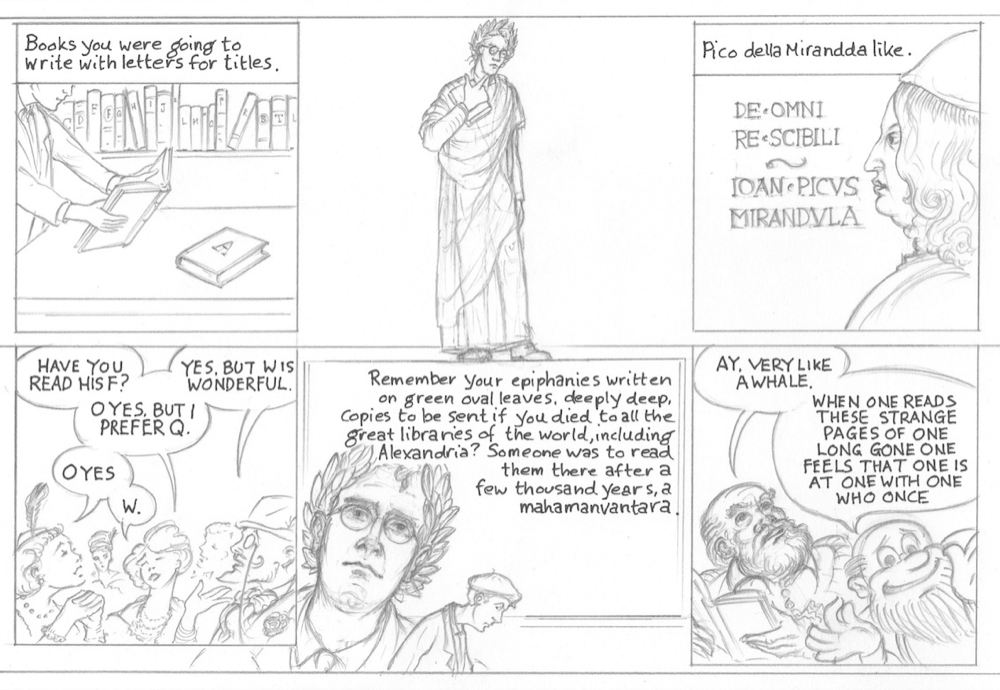 Books you were going to
write with letters for titles.
A
Pico della Mirandola like.
DE•OMNI
RE•SCIBILI
IOAN•PICVS
MIRANDVLA
HAVE YOU
READ HIS F?
YES, BUT W IS
WONDERFUL.
O YES, BUT I
PREFER Q.
O YES
W.
Remember your epiphanies written
on green oval leaves, deeply deep,
copies to be sent if you died to all the
great libraries of the world, including
Alexandria? Someone was to read
them there after a
few thousand years, a
mahamanvantara.
AY, VERY LIKE
A WHALE.
WHEN ONE READS
THESE STRANGE
PAGES OF ONE
LONG GONE ONE
FEELS THAT ONE IS
AT ONE WITH ONE
WHO ONCE